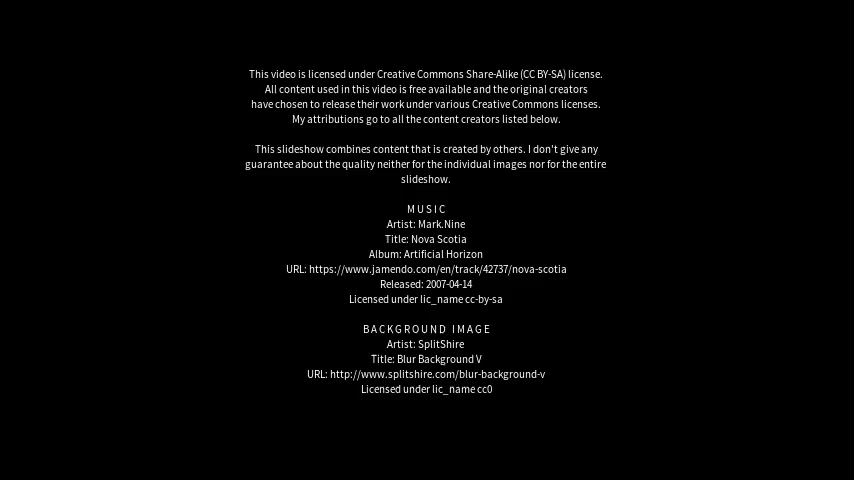 This video is licensed under Creative Commons Share-Alike (CC BY-SA) license.
All content used in this video is free available and the original creators
have chosen to release their work under various Creative Commons licenses.
My attributions go to all the content creators listed below.
This slideshow combines content that is created by others. I don't give any
guarantee about the quality neither for the individual images nor for the entire
slideshow.
MUSIC
Artist: Mark.Nine
Title: Nova Scotia
Album: Artificial Horizon
URL: https://www.jamendo.com/en/track/42737/nova-scotia
Released: 2007-04-14
Licensed under lic_name cc-by-sa
BACKGROUND IMAGE
Artist: SplitShire
Title: Blur Background V
URL: http://www.splitshire.com/blur-background-v
Licensed under lic_name cc0